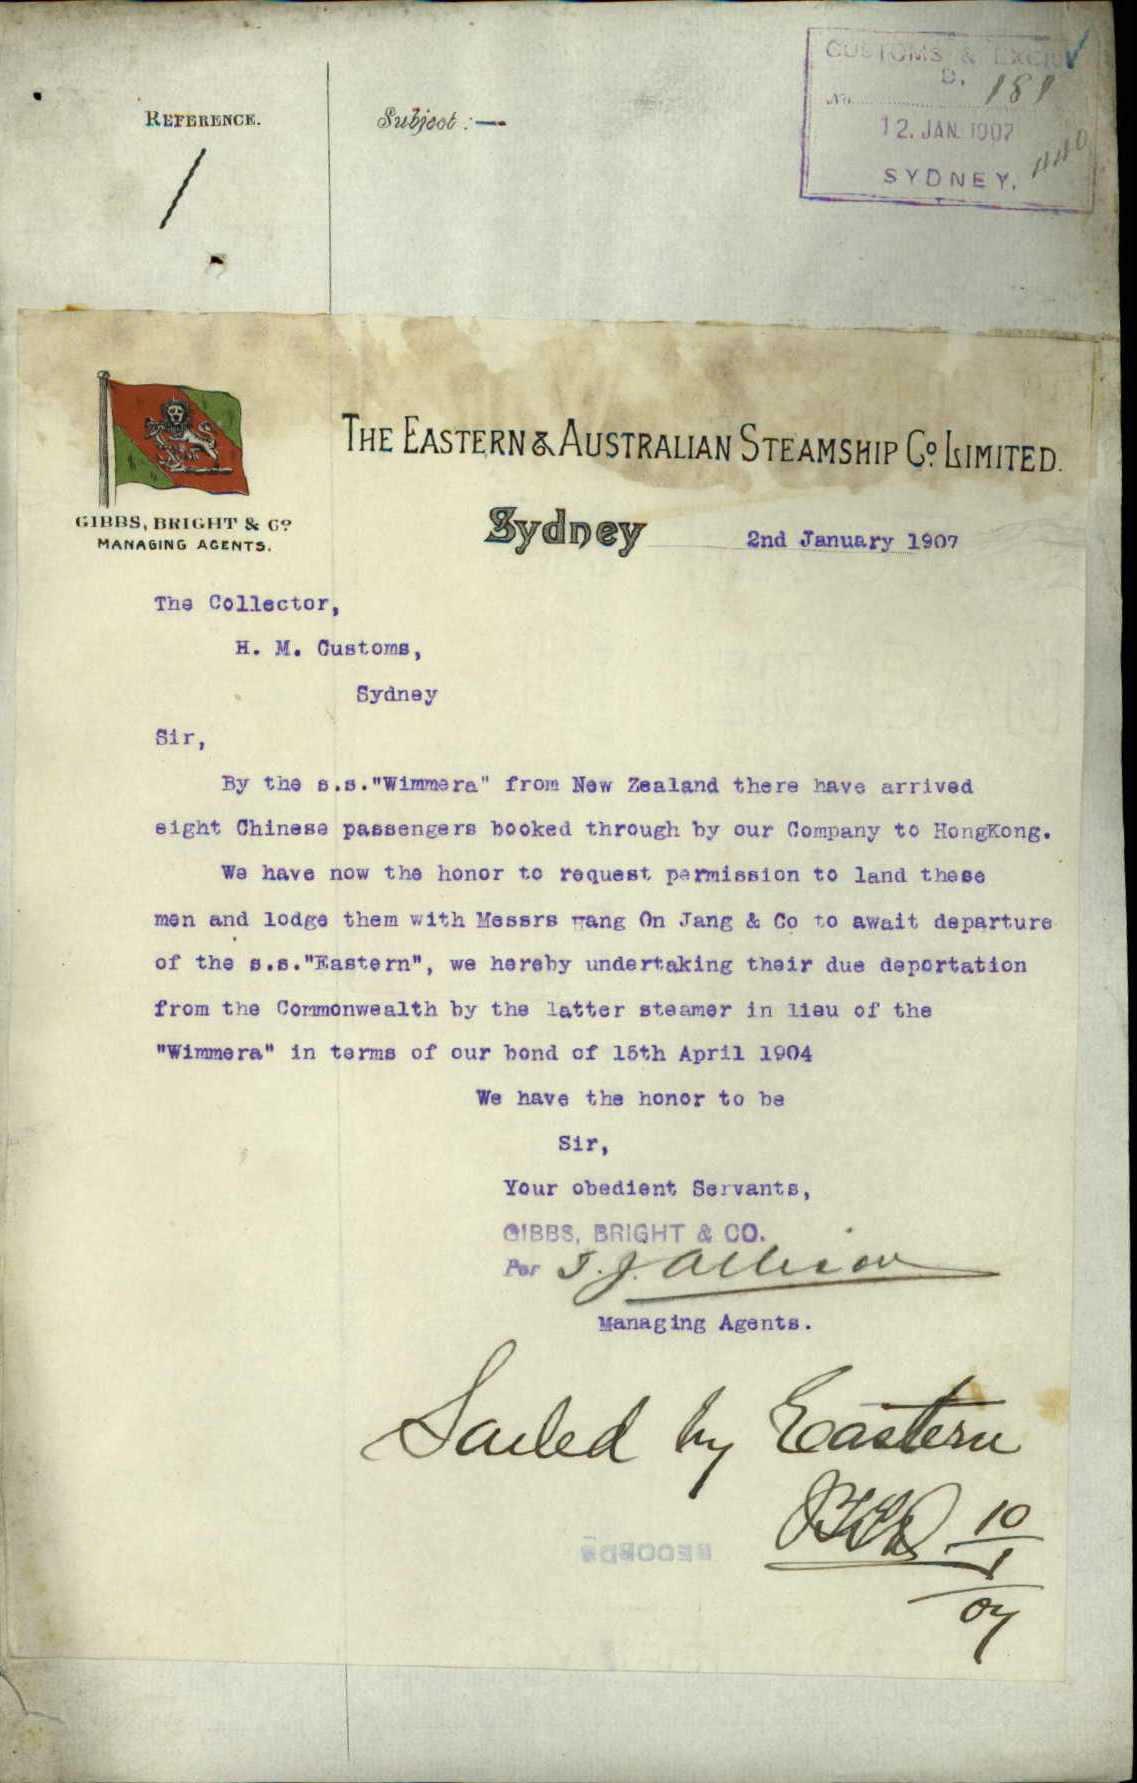 CUSTOMS & EXCISE
D.
No. 181
12. JAN. 1907
SYDNEY.
REFERENCE.
Subject:—
1
THE EASTERN & AUSTRALIAN STEAMSHIP Co. LIMITED.
GIBBS, BRIGHT & Co.
MANAGING AGENTS.
Sydney 2nd January 1907
The Collector,
H. M. Customs,
Sydney
Sir,
By the s.s."Wimmera" from New Zealand there have arrived
eight Chinese passengers booked through by our Company to HongKong.
We have now the honor to request permission to land these
men and lodge them with Messrs Wang On Jang & Co to await departure
of the s.s."Eastern", we hereby undertaking their due deportation
from the Commonwealth by the latter steamer in lieu of the
"Wimmera" in terms of our bond of 15th April 1904
We have the honor to be
Sir,
Your obedient Servants,
GIBBS, BRIGHT & CO.
Per T. J. Allison
Managing Agents.
Sailed by Eastern
10
1
07
RECORDS